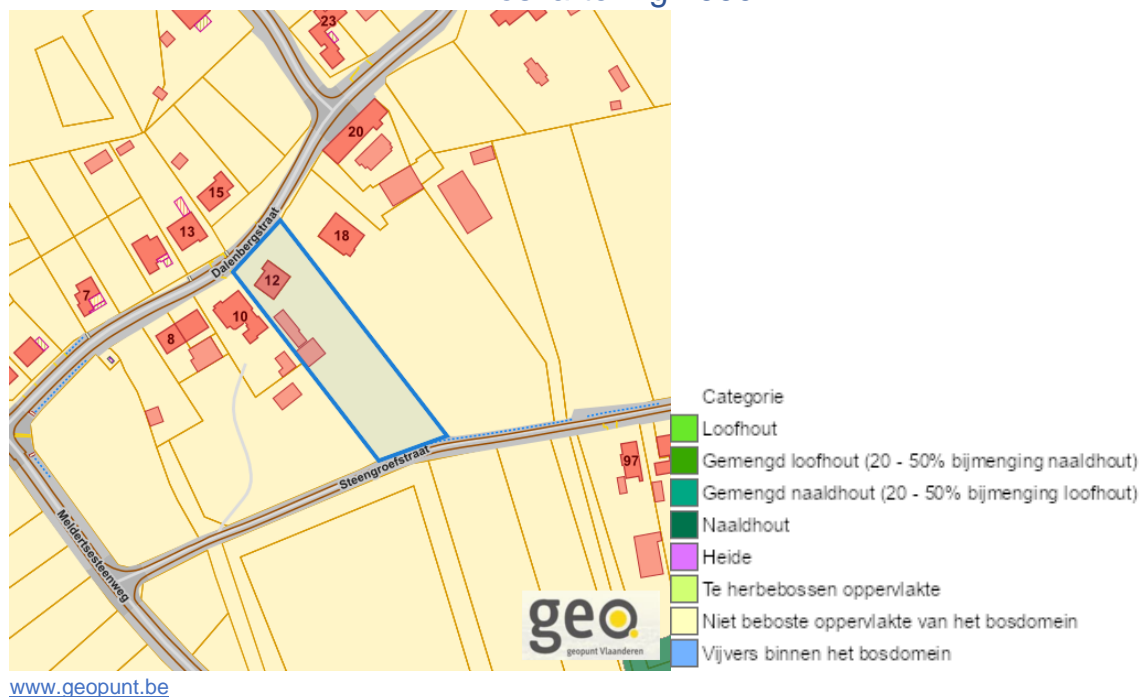 23
20
15
13
18
Dalenbergstraat
12
7
10
8
Steengroefstraat
97
Meldertsesteenweg
geo.
geopunt Vlaanderen
Categorie
Loofhout
Gemengd loofhout (20 - 50% bijmenging naaldhout)
Gemengd naaldhout (20 - 50% bijmenging loofhout)
Naaldhout
Heide
Te herbebossen oppervlakte
Niet beboste oppervlakte van het bosdomein
Vijvers binnen het bosdomein
www.geopunt.be